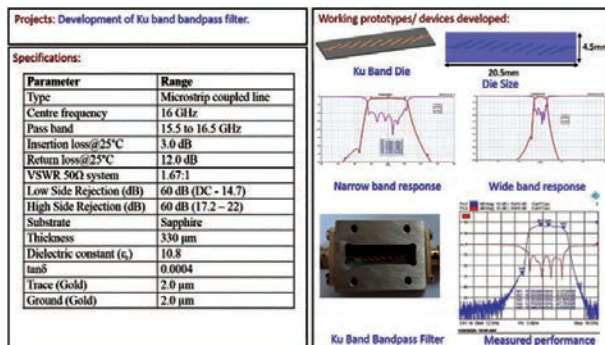 Projects: Development of Ku band bandpass filter.
Specifications:
Parameter Range
Type Microstrip coupled line
Centre frequency 16 GHz
Pass band 15.5 to 16.5 GHz
Insertion loss@25°C 3.0 dB
Return loss@25°C 12.0 dB
VSWR 50Ω system 1.67:1
Low Side Rejection (dB) 60 dB (DC - 14.7)
High Side Rejection (dB) 60 dB (17.2 – 22)
Substrate Sapphire
Thickness 330 μm
Dielectric constant (εr) 10.8
tanδ 0.0004
Trace (Gold) 2.0 μm
Ground (Gold) 2.0 μm
Working prototypes/ devices developed:
4.5mm
20.5mm
Ku Band Die
Die Size
Narrow band response
Wide band response
Ku Band Bandpass Filter
Measured performance